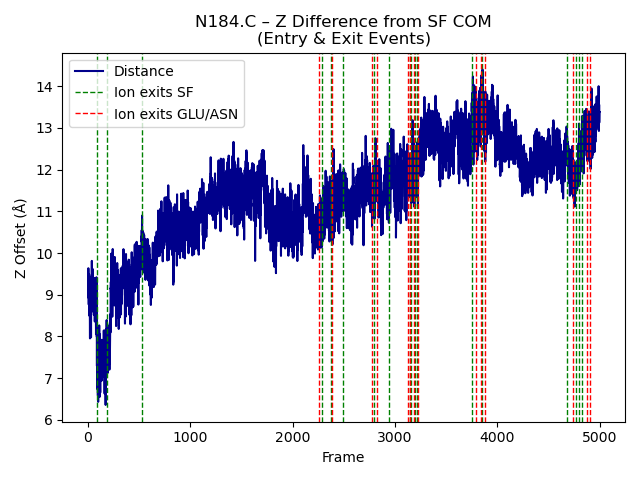 N184.C – Z Difference from SF COM
(Entry & Exit Events)
Distance
Ion exits SF
Ion exits GLU/ASN
Z Offset (Å)
14
13
12
11
10
9
8
7
6
0 1000 2000 3000 4000 5000
Frame